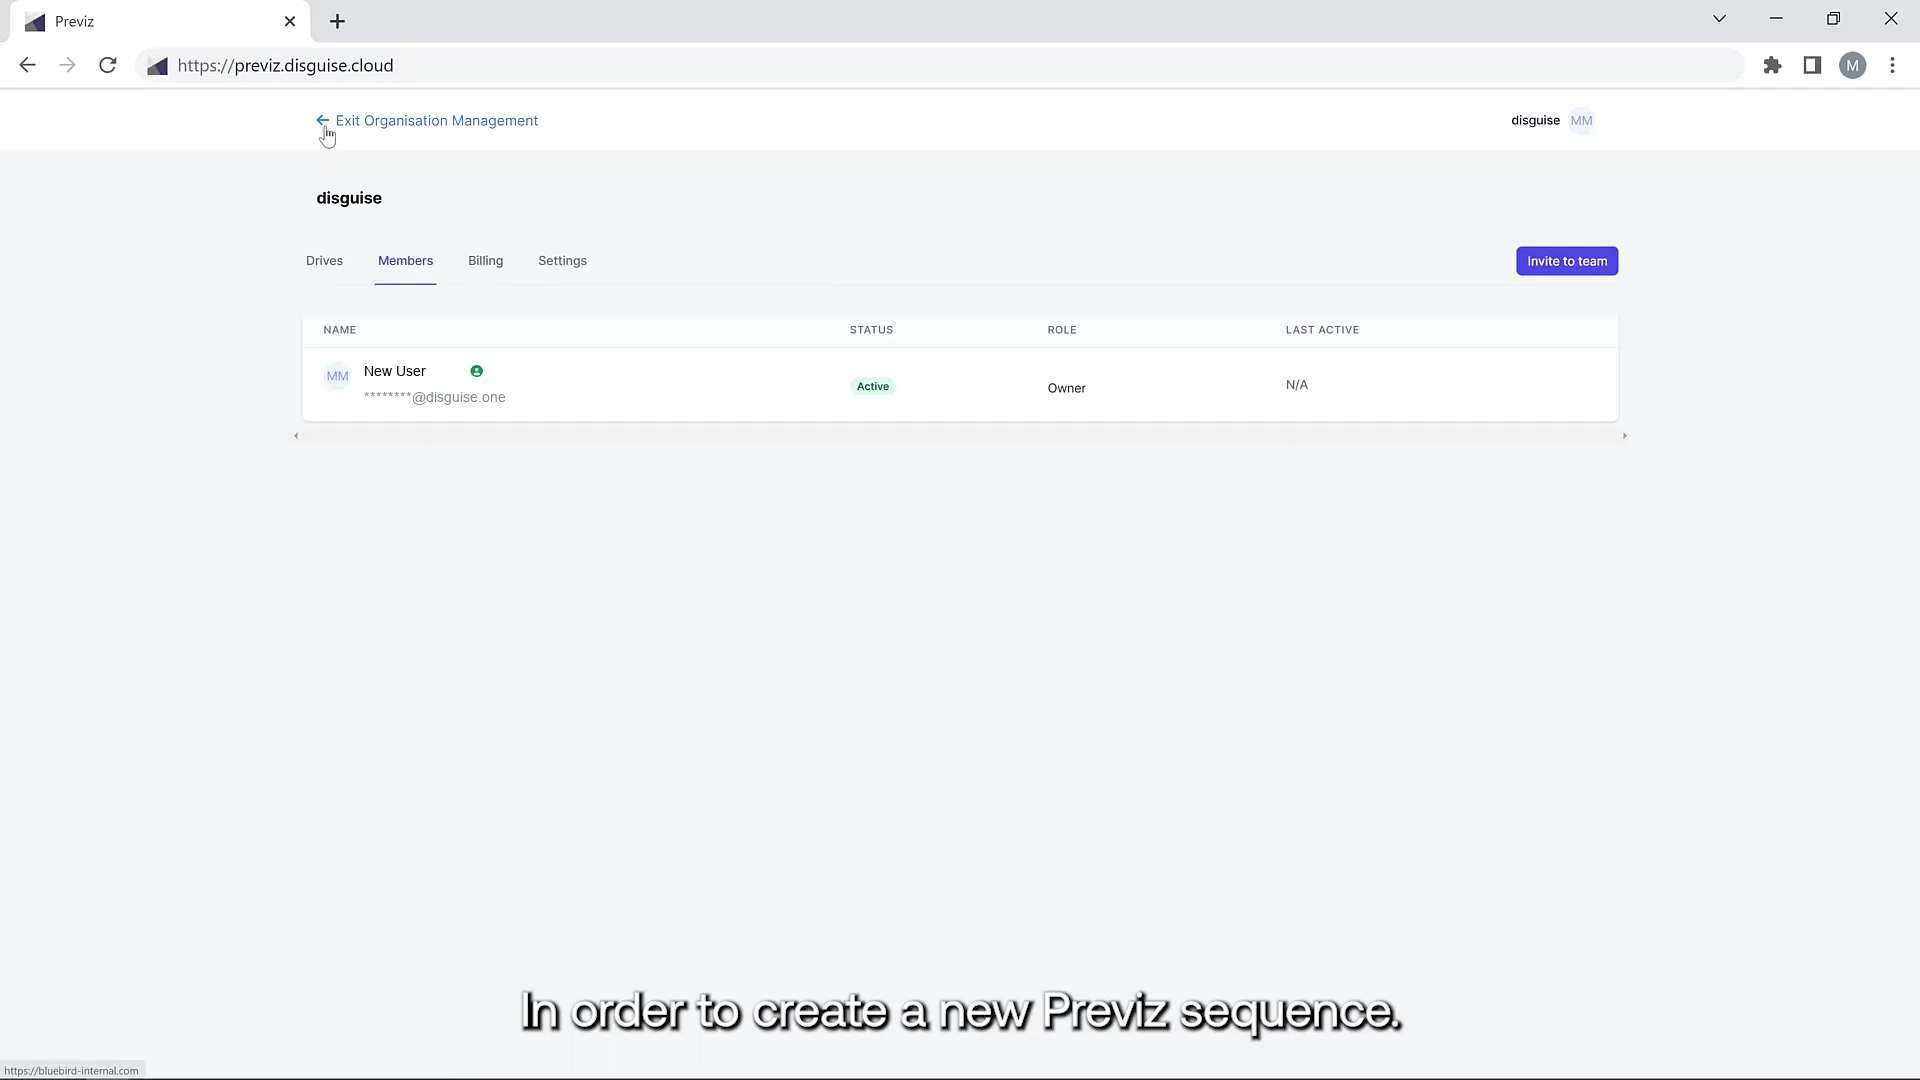 Previz
https://previz.disguise.cloud
M
Exit Organisation Management
disguise MM
disguise
Drives Members Billing Settings
Invite to team
NAME STATUS ROLE LAST ACTIVE
MM New User
********@disguise.one
Active
Owner
N/A
In order to create a new Previz sequence.
https://bluebird-internal.com